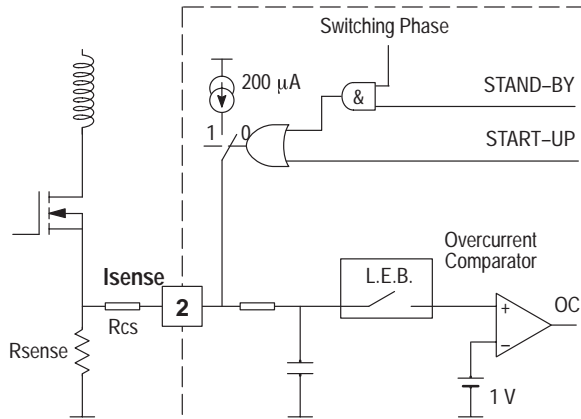 Switching Phase
200 μA
&
STAND–BY
1 0
START–UP
Overcurrent
Comparator
Isense
2
L.E.B.
+
OC
–
Rcs
Rsense
1 V